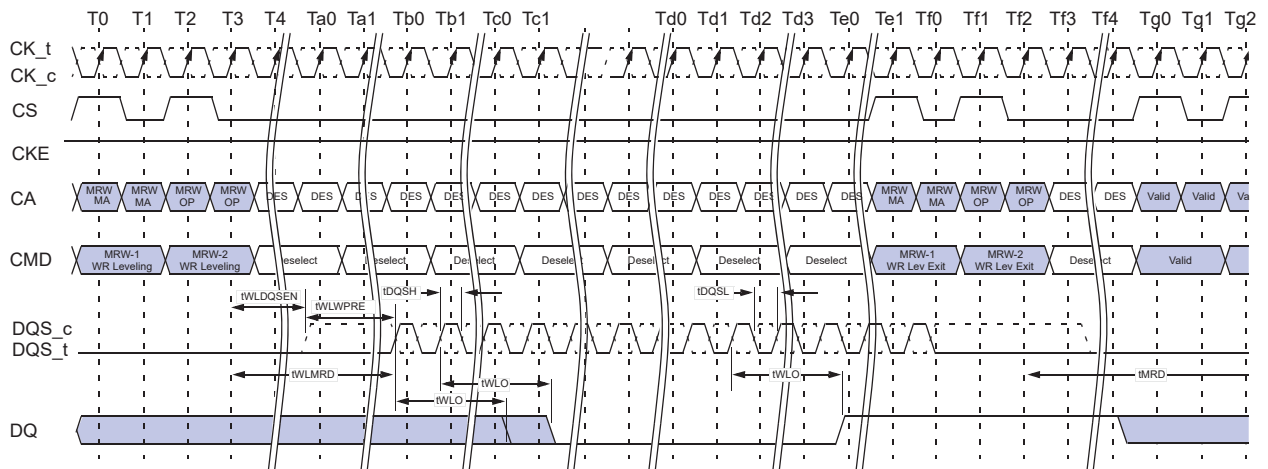 T0 T1 T2 T3 T4 Ta0 Ta1 Tb0 Tb1 Tc0 Tc1 Td0 Td1 Td2 Td3 Te0 Te1 Tf0 Tf1 Tf2 Tf3 Tf4 Tg0 Tg1 Tg2
CK_t
CK_c
CS
CKE
CA
MRW MRW MRW MRW DES DES DES DES DES DES DES DES DES DES DES DES DES DES MRW MRW MRW MRW DES DES Valid Valid Va
MA MA OP OP MA MA OP OP
CMD
MRW-1 MRW-2 Deselect Deselect Deselect Deselect Deselect Deselect Deselect MRW-1 MRW-2 Deselect Valid
WR Leveling WR Leveling WR Lev Exit WR Lev Exit
tDQSH tDQSL
tWLDQSEN tWLWPRE
DQS_c
DQS_t
tWLMRD tWLO tMRD
tWLO
tWLO
DQ